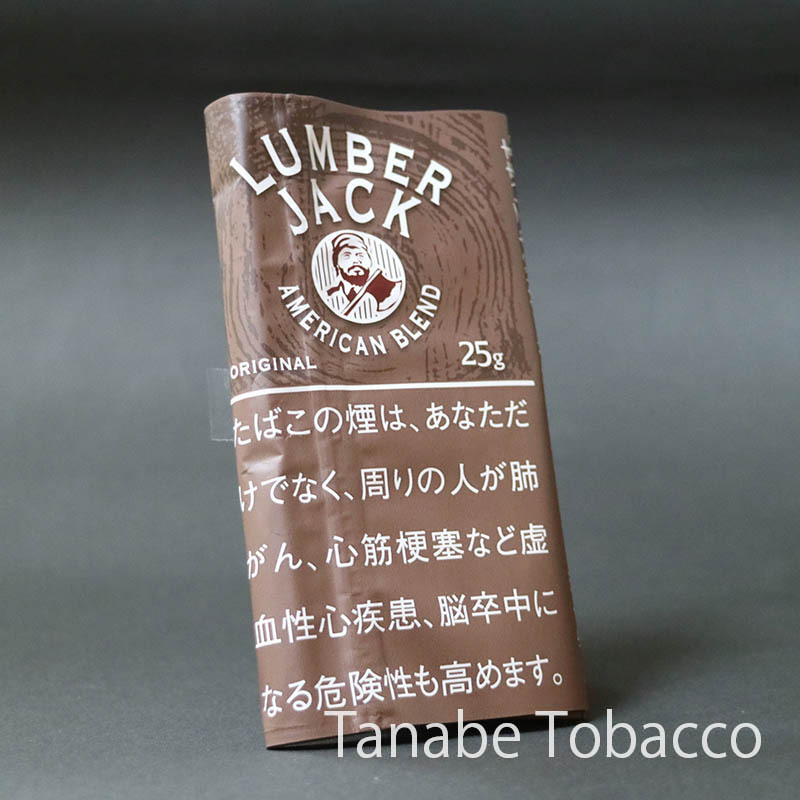 LUMBER
JACK
AMERICAN BLEND
ORIGINAL 25g
たばこの煙は、あなただ
けでなく、周りの人が肺
がん、心筋梗塞など虚
血性心疾患、脳卒中に
なる危険性も高めます。
Tanabe Tobacco